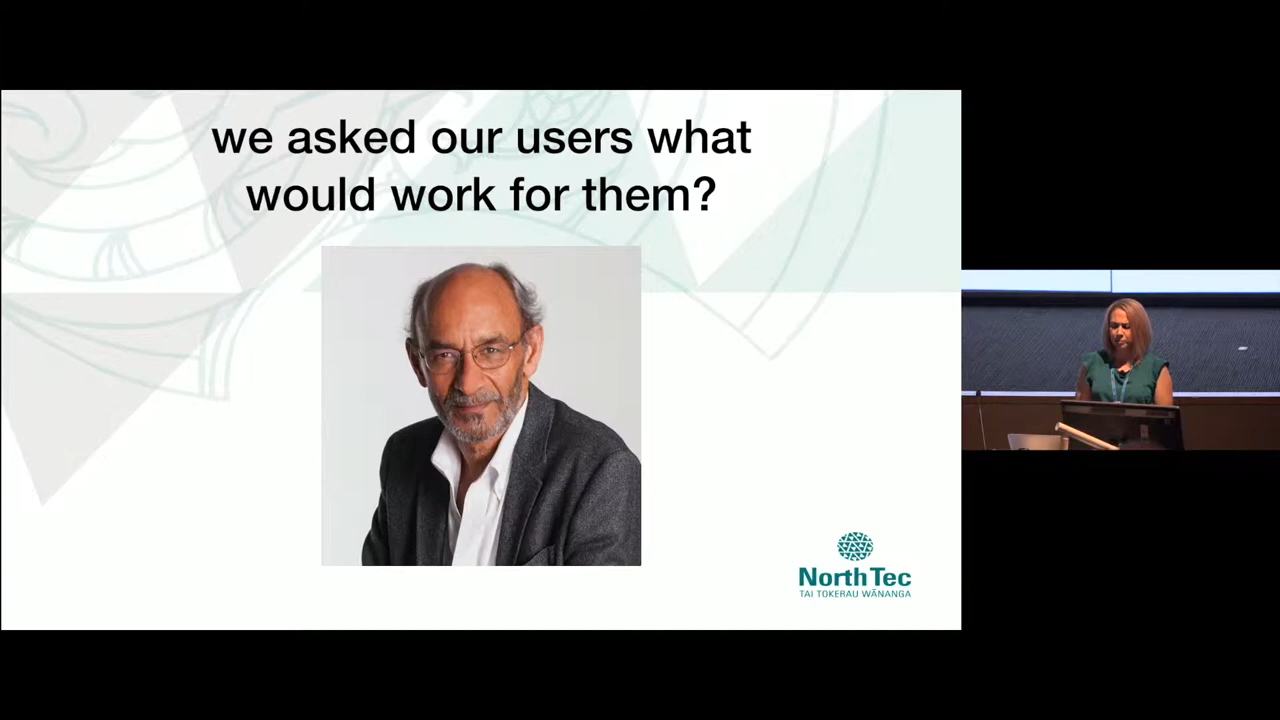 we asked our users what
would work for them?
NorthTec
TAI TOKERAU WĀNANGA